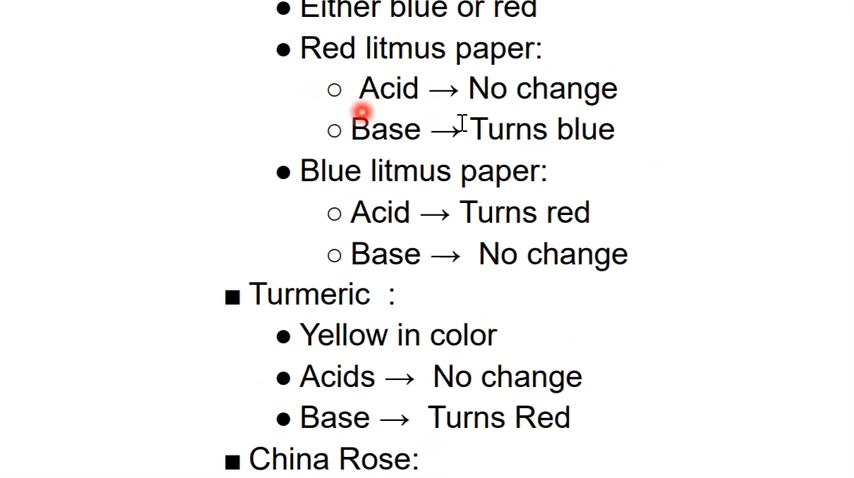 ● Either blue or red
● Red litmus paper:
○ Acid → No change
○ Base → Turns blue
● Blue litmus paper:
○ Acid → Turns red
○ Base → No change
■ Turmeric :
● Yellow in color
● Acids → No change
● Base → Turns Red
■ China Rose: